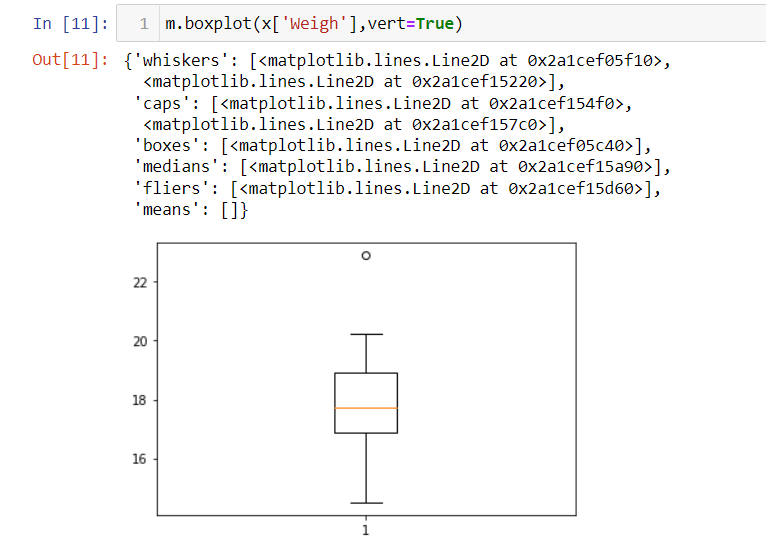 In [11]: 1 m.boxplot(x['Weigh'],vert=True)
Out[11]: {'whiskers': [<matplotlib.lines.Line2D at 0x2a1cef05f10>,
<matplotlib.lines.Line2D at 0x2a1cef15220>],
'caps': [<matplotlib.lines.Line2D at 0x2a1cef154f0>,
<matplotlib.lines.Line2D at 0x2a1cef157c0>],
'boxes': [<matplotlib.lines.Line2D at 0x2a1cef05c40>],
'medians': [<matplotlib.lines.Line2D at 0x2a1cef15a90>],
'fliers': [<matplotlib.lines.Line2D at 0x2a1cef15d60>],
'means': []}
22
20
18
16
1